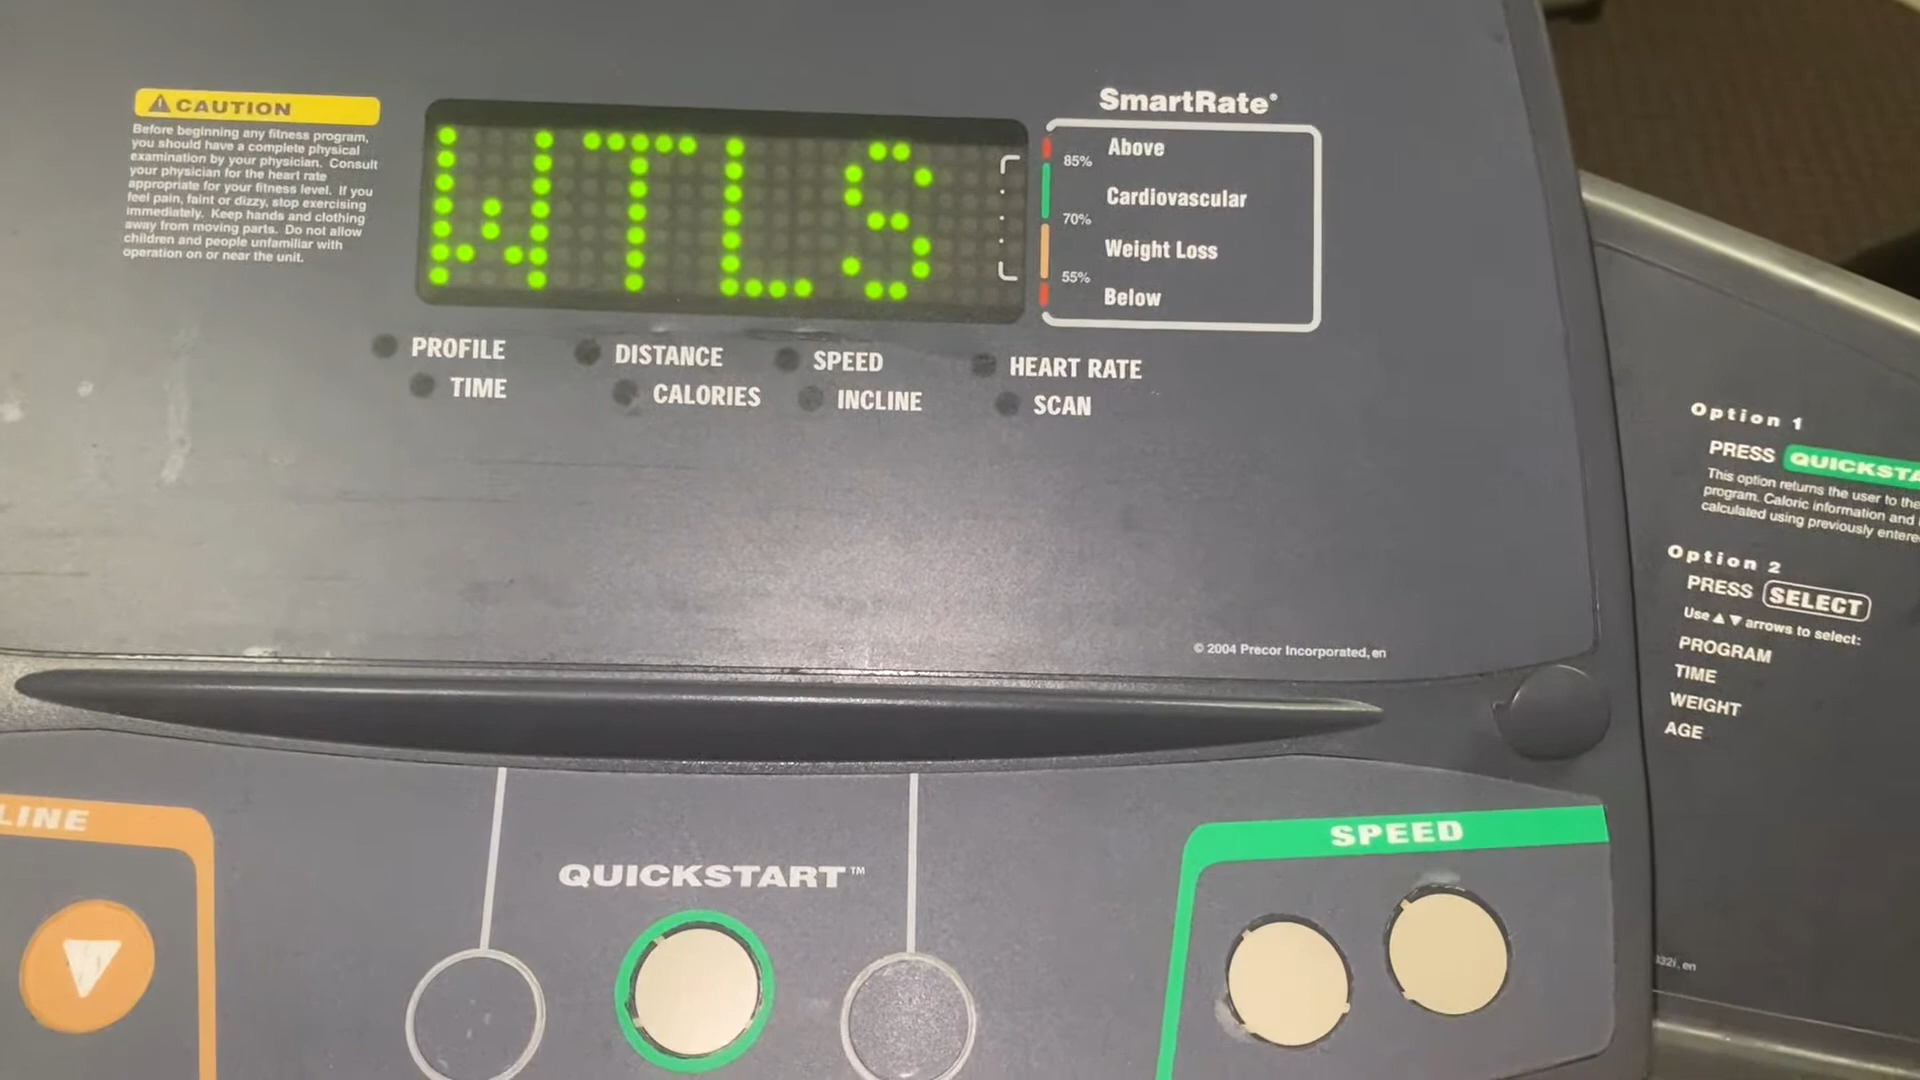 CAUTION
Before beginning any fitness program,
you should have a complete physical
examination by your physician. Consult
your physician for the heart rate
appropriate for your fitness level. If you
feel pain, faint or dizzy, stop exercising
immediately. Keep hands and clothing
away from moving parts. Do not allow
children and people unfamiliar with
operation on or near the unit.
WTLS
SmartRate®
Above
85%
Cardiovascular
70%
Weight Loss
55%
Below
PROFILE DISTANCE SPEED HEART RATE
TIME CALORIES INCLINE SCAN
© 2004 Precor Incorporated, en
Option 1
PRESS QUICKSTA
This option returns the user to the
program. Caloric information and
calculated using previously entere
Option 2
PRESS SELECT
Use ▲ ▼ arrows to select:
PROGRAM
TIME
WEIGHT
AGE
LINE
QUICKSTART™
SPEED